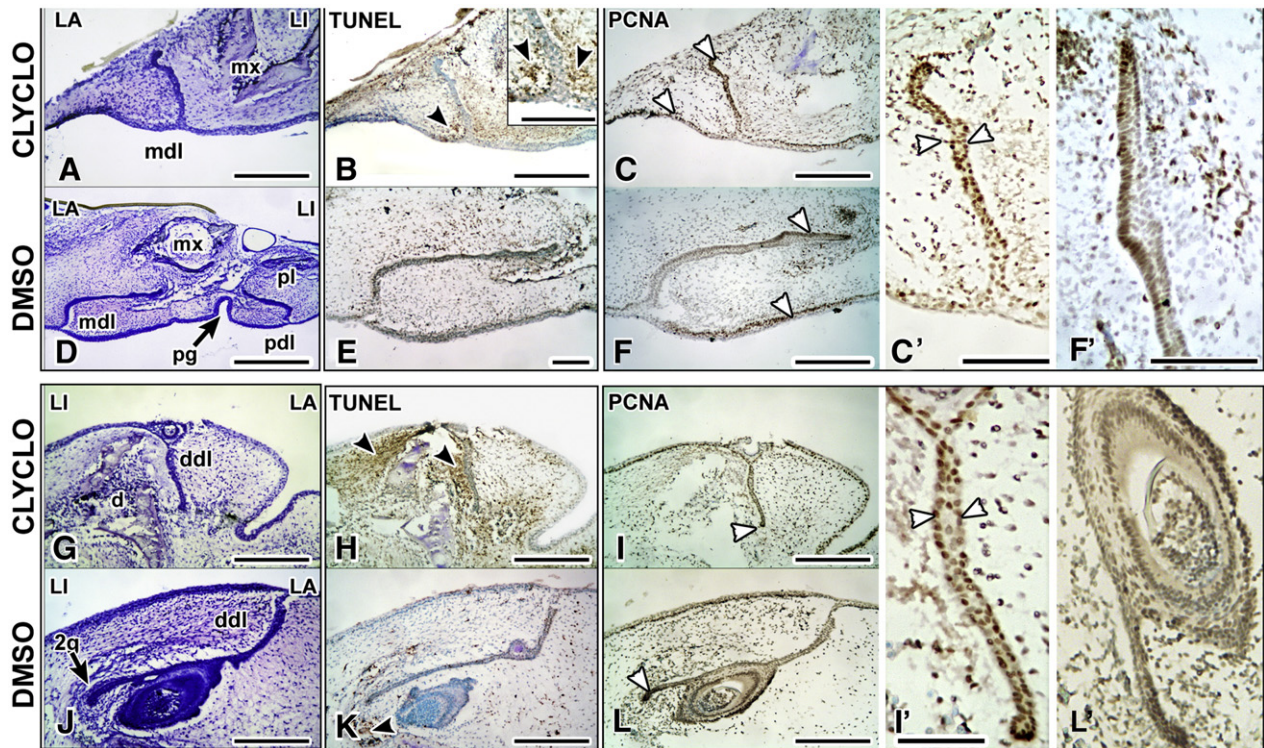 CLYCLO
LA
LI
mx
mdl
A
TUNEL
B
PCNA
C
C'
F'
DMSO
LA
LI
mx
pl
mdl
pg
pdl
D
E
F
CLYCLO
LI
LA
ddl
d
G
TUNEL
H
PCNA
I
I'
L'
DMSO
LI
LA
ddl
2g
J
K
L